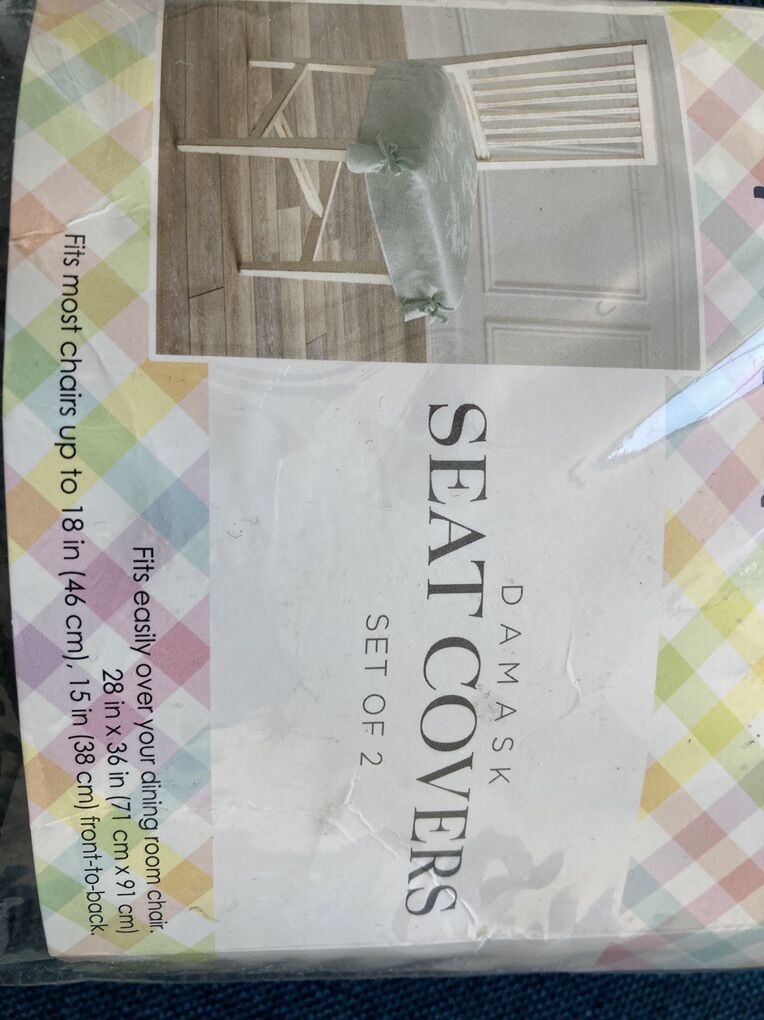 DAMASK
SEAT COVERS
SET OF 2
Fits easily over your dining room chair.
28 in x 36 in (71 cm x 91 cm)
Fits most chairs up to 18 in (46 cm), 15 in (38 cm) front-to-back.